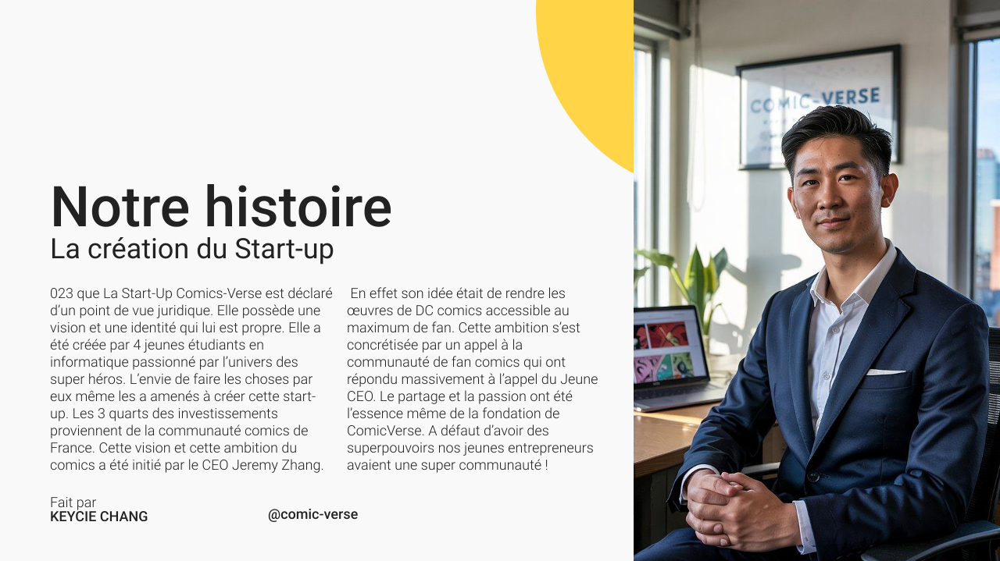 Notre histoire
La création du Start-up
023 que La Start-Up Comics-Verse est déclaré
d’un point de vue juridique. Elle possède une
vision et une identité qui lui est propre. Elle a
été créée par 4 jeunes étudiants en
informatique passionné par l’univers des
super héros. L’envie de faire les choses par
eux même les a amenés à créer cette start-
up. Les 3 quarts des investissements
proviennent de la communauté comics de
France. Cette vision et cette ambition du
comics a été initié par le CEO Jeremy Zhang.
En effet son idée était de rendre les
œuvres de DC comics accessible au
maximum de fan. Cette ambition s’est
concrétisée par un appel à la
communauté de fan comics qui ont
répondu massivement à l’appel du Jeune
CEO. Le partage et la passion ont été
l’essence même de la fondation de
ComicVerse. A défaut d’avoir des
superpouvoirs nos jeunes entrepreneurs
avaient une super communauté !
Fait par
KEYCIE CHANG
@comic-verse
COMIC-VERSE